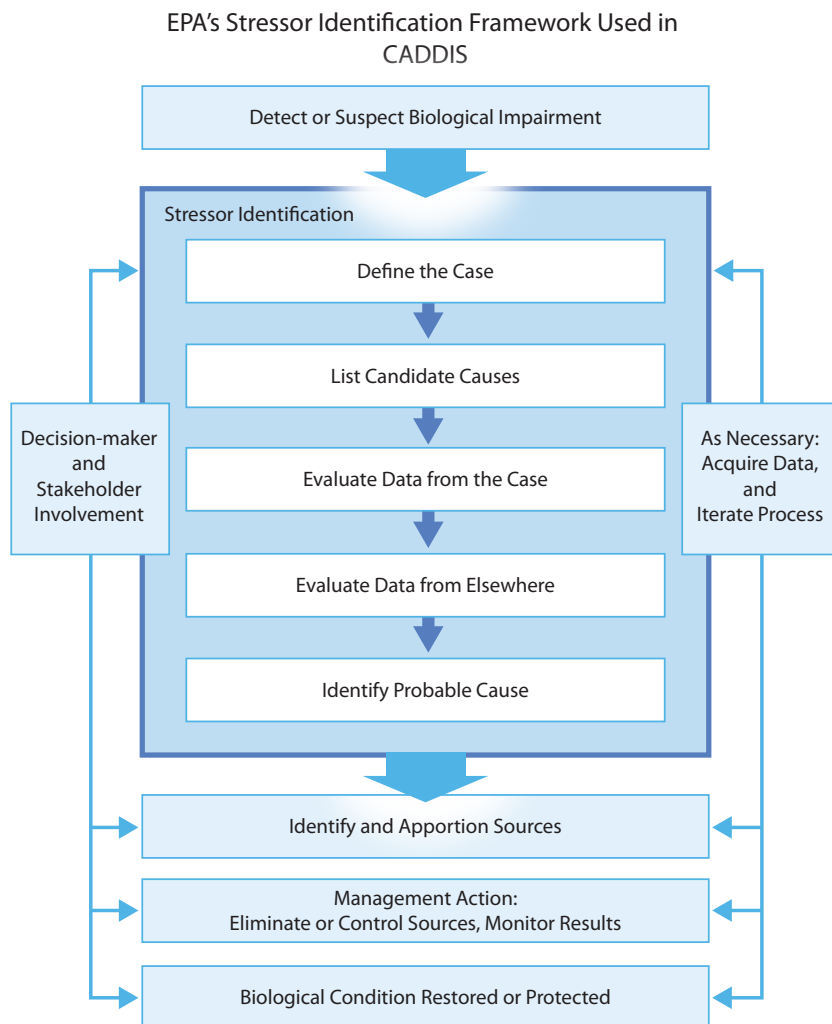 EPA’s Stressor Identification Framework Used in
CADDIS
Detect or Suspect Biological Impairment
Stressor Identification
Define the Case
List Candidate Causes
Decision-maker
and
Stakeholder
Involvement
As Necessary:
Acquire Data,
and
Iterate Process
Evaluate Data from the Case
Evaluate Data from Elsewhere
Identify Probable Cause
Identify and Apportion Sources
Management Action:
Eliminate or Control Sources, Monitor Results
Biological Condition Restored or Protected